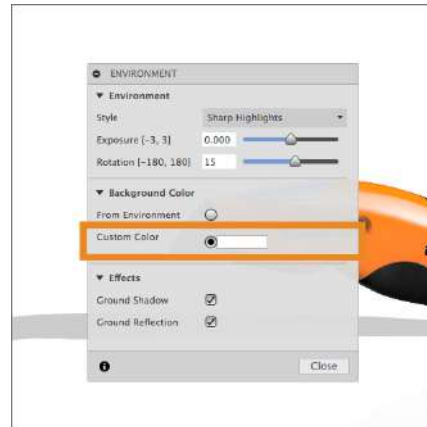 ENVIRONMENT
Environment
Style Sharp Highlights
Exposure [-3, 3] 0.000
Rotation [-180, 180] 15
Background Color
From Environment
Custom Color
Effects
Ground Shadow
Ground Reflection
Close